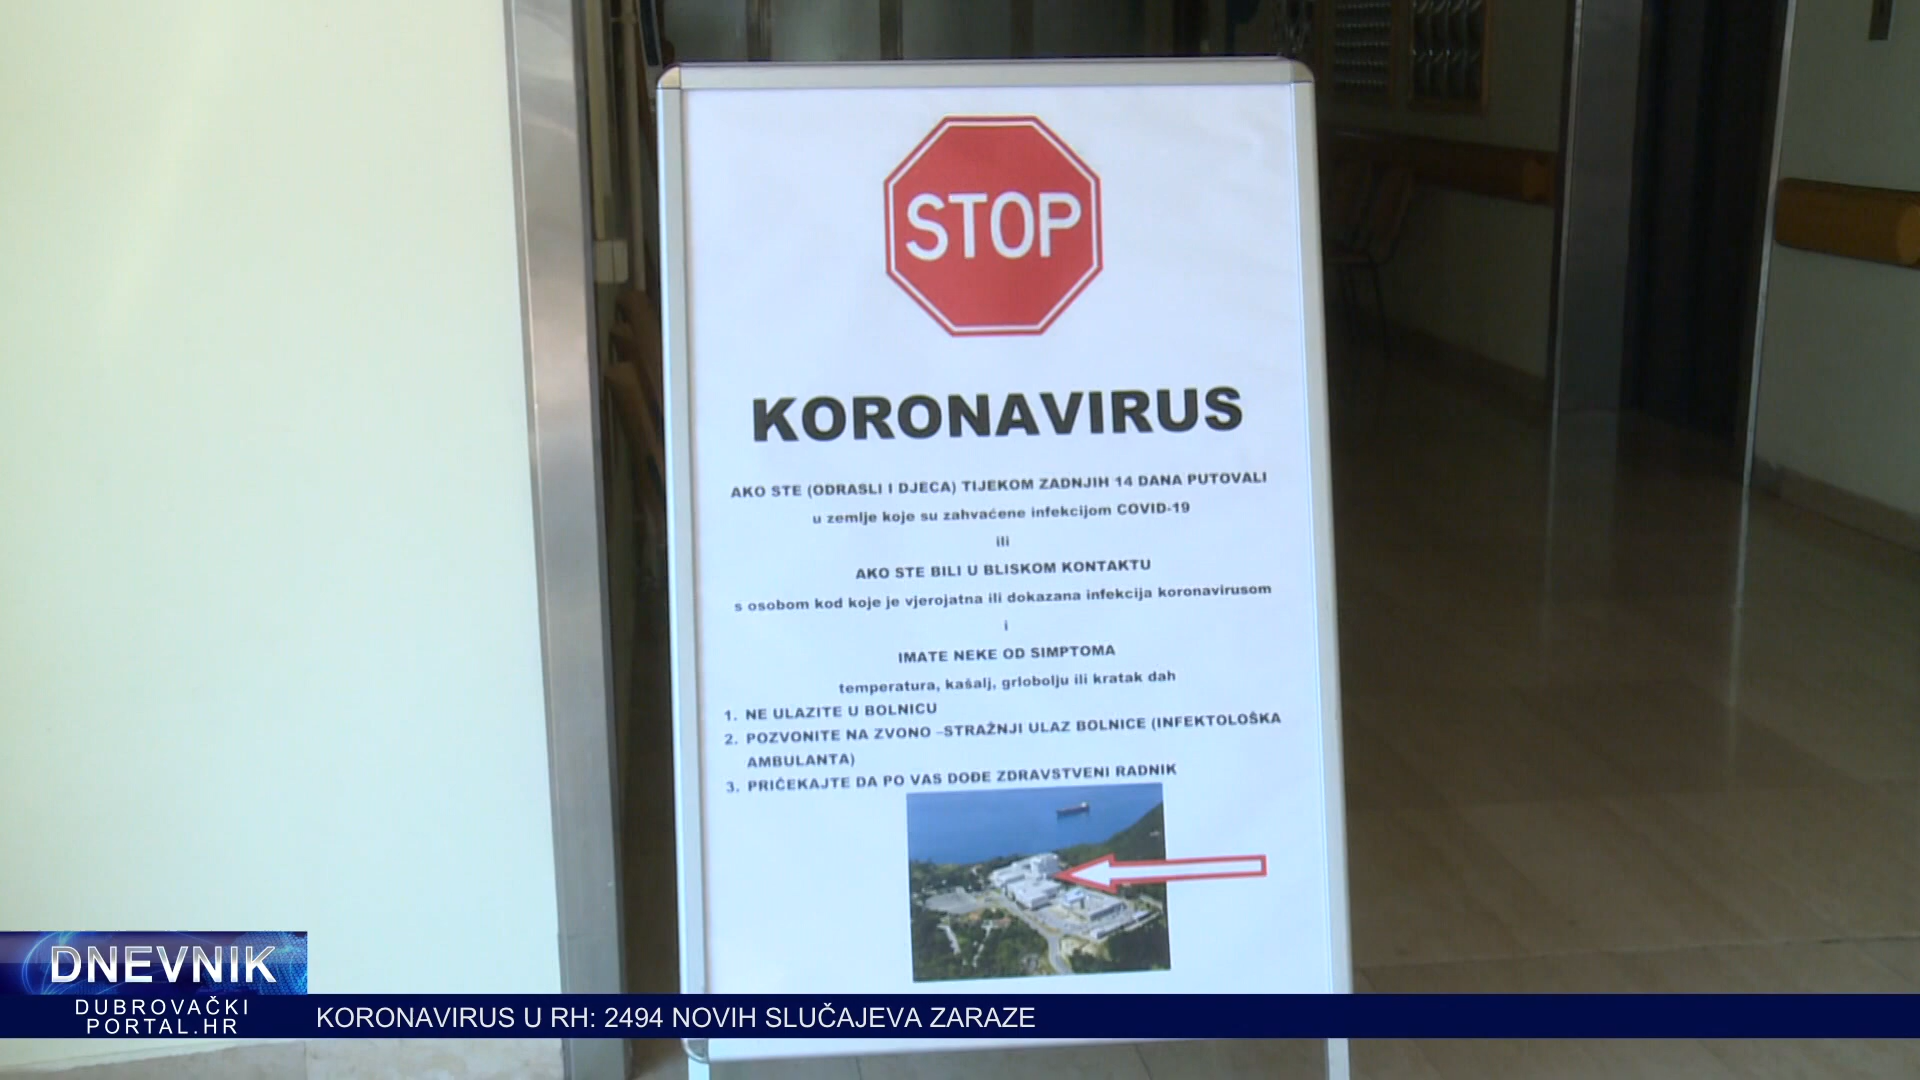 STOP
KORONAVIRUS
AKO STE (ODRASLI I DJECA) TIJEKOM ZADNJIH 14 DANA PUTOVALI
u zemlje koje su zahvaćene infekcijom COVID-19
ili
AKO STE BILI U BLISKOM KONTAKTU
s osobom kod koje je vjerojatna ili dokazana infekcija koronavirusom
i
IMATE NEKE OD SIMPTOMA
temperatura, kašalj, grlobolju ili kratak dah
1. NE ULAZITE U BOLNICU
2. POZVONITE NA ZVONO –STRAŽNJI ULAZ BOLNICE (INFEKTOLOŠKA
AMBULANTA)
3. PRIČEKAJTE DA PO VAS DOĐE ZDRAVSTVENI RADNIK
DNEVNIK
DUBROVAČKI
PORTAL.HR
KORONAVIRUS U RH: 2494 NOVIH SLUČAJEVA ZARAZE